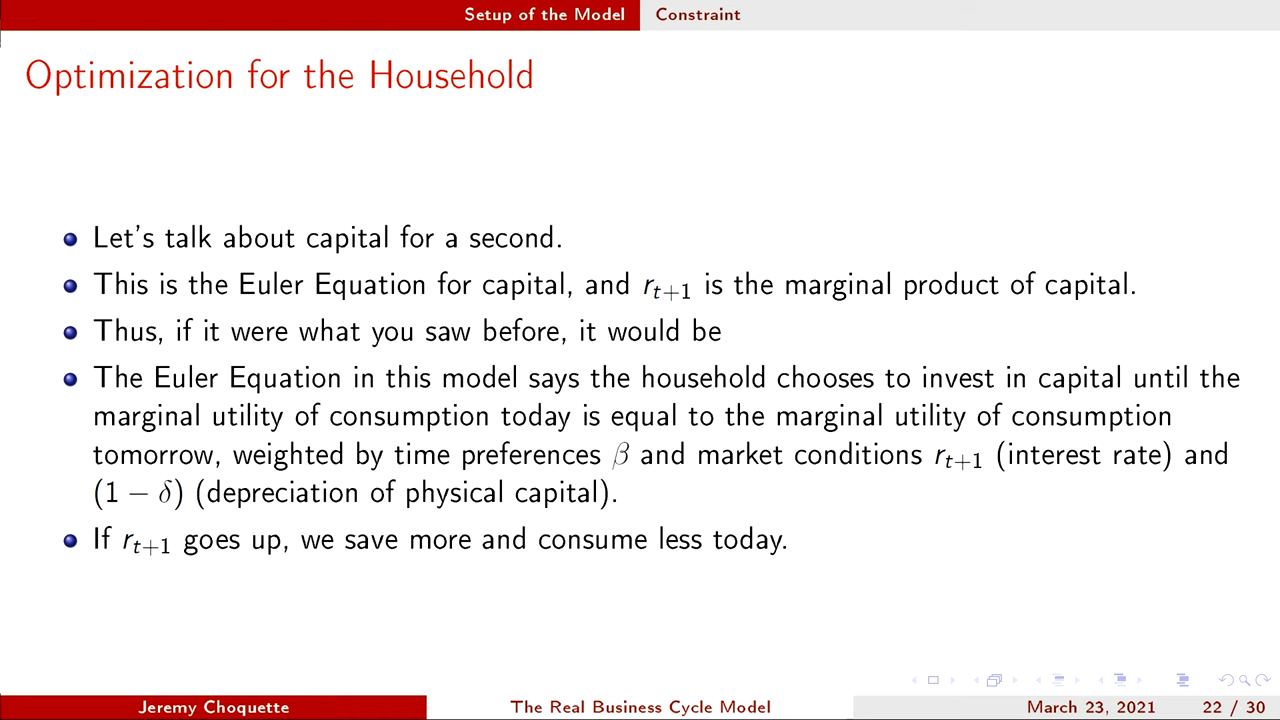 Setup of the Model Constraint
Optimization for the Household
Let's talk about capital for a second.
This is the Euler Equation for capital, and r_{t+1} is the marginal product of capital.
Thus, if it were what you saw before, it would be
The Euler Equation in this model says the household chooses to invest in capital until the
marginal utility of consumption today is equal to the marginal utility of consumption
tomorrow, weighted by time preferences β and market conditions r_{t+1} (interest rate) and
(1 − δ) (depreciation of physical capital).
If r_{t+1} goes up, we save more and consume less today.
Jeremy Choquette The Real Business Cycle Model March 23, 2021 22 / 30